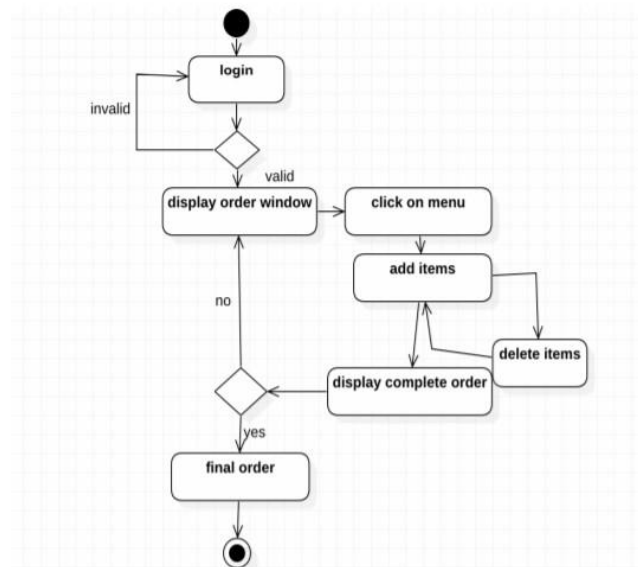 login
invalid
valid
display order window
click on menu
add items
no
delete items
display complete order
yes
final order